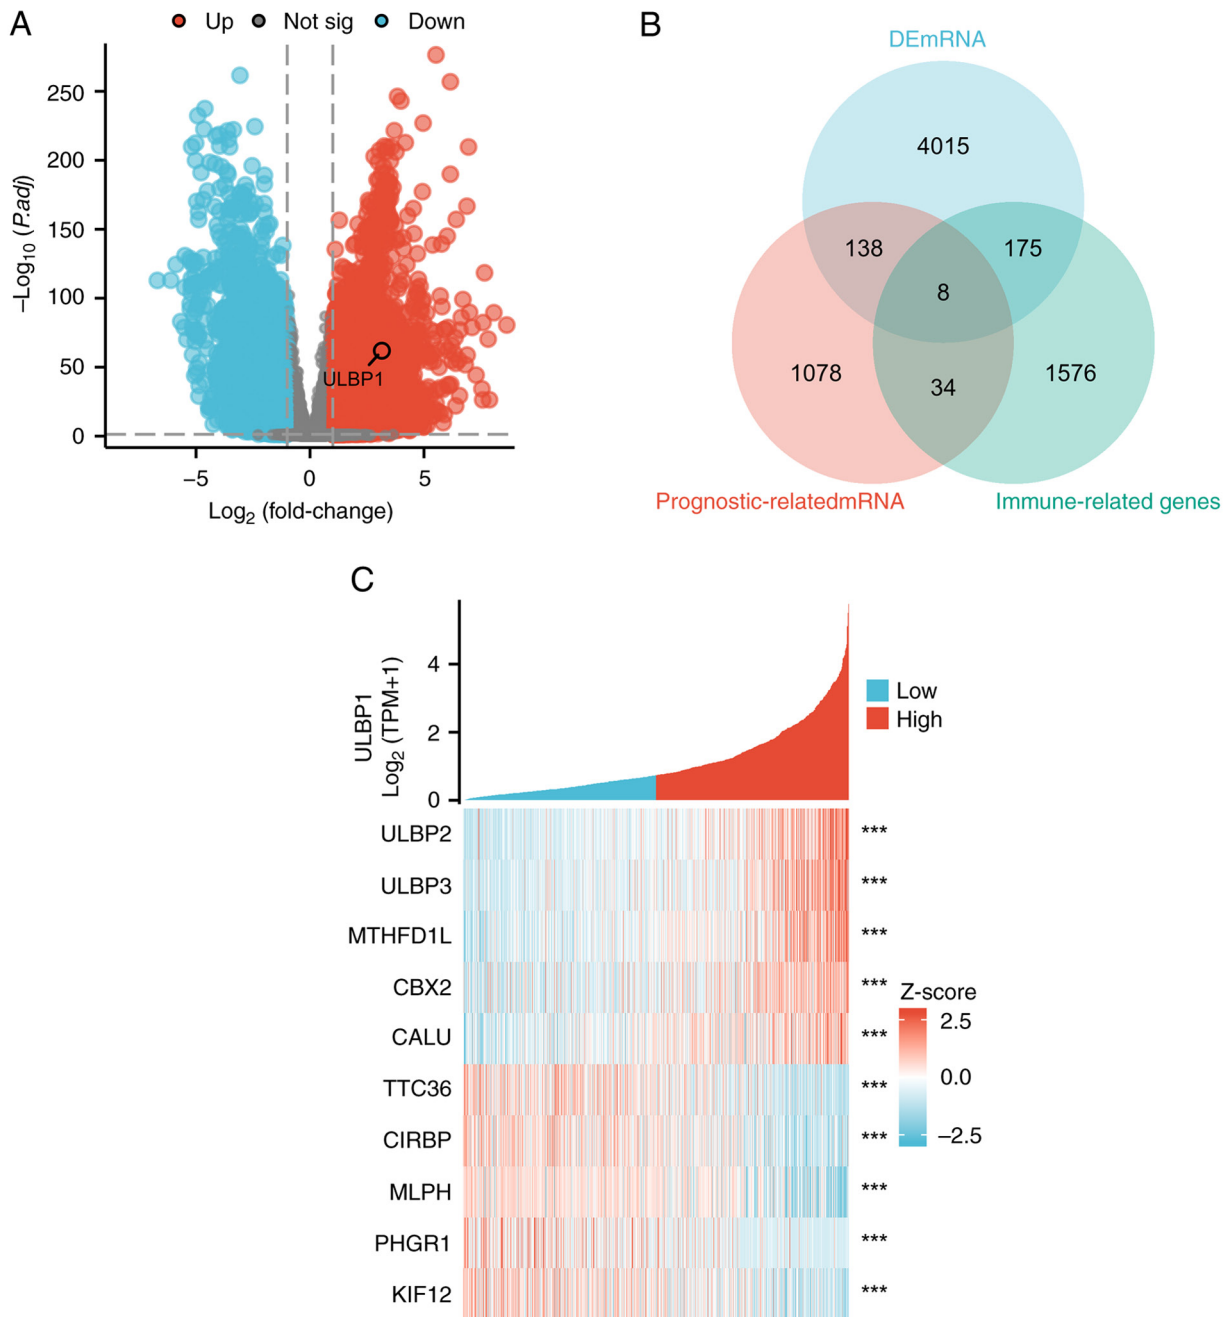 A
Up Not sig Down
−Log10 (P.adj)
250
200
150
100
50
0
ULBP1
−5 0 5
Log2 (fold-change)
B
DEmRNA
4015
138 175
8
1078 34 1576
Prognostic-relatedmRNA Immune-related genes
C
ULBP1
Log2 (TPM+1)
4
2
0
Low
High
ULBP2 ***
ULBP3 ***
MTHFD1L ***
CBX2 ***
CALU ***
TTC36 ***
CIRBP ***
MLPH ***
PHGR1 ***
KIF12 ***
Z-score
2.5
0.0
−2.5